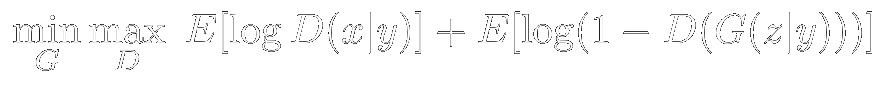 min_G max_D E[log D(x|y)] + E[log(1 − D(G(z|y)))]